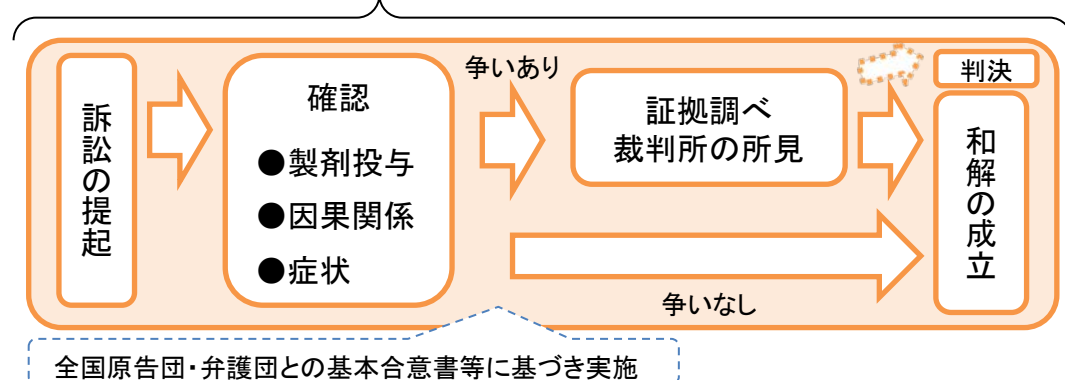 訴訟の提起
確認
●製剤投与
●因果関係
●症状
争いあり
証拠調べ
裁判所の所見
争いなし
判決
和解の成立
全国原告団・弁護団との基本合意書等に基づき実施